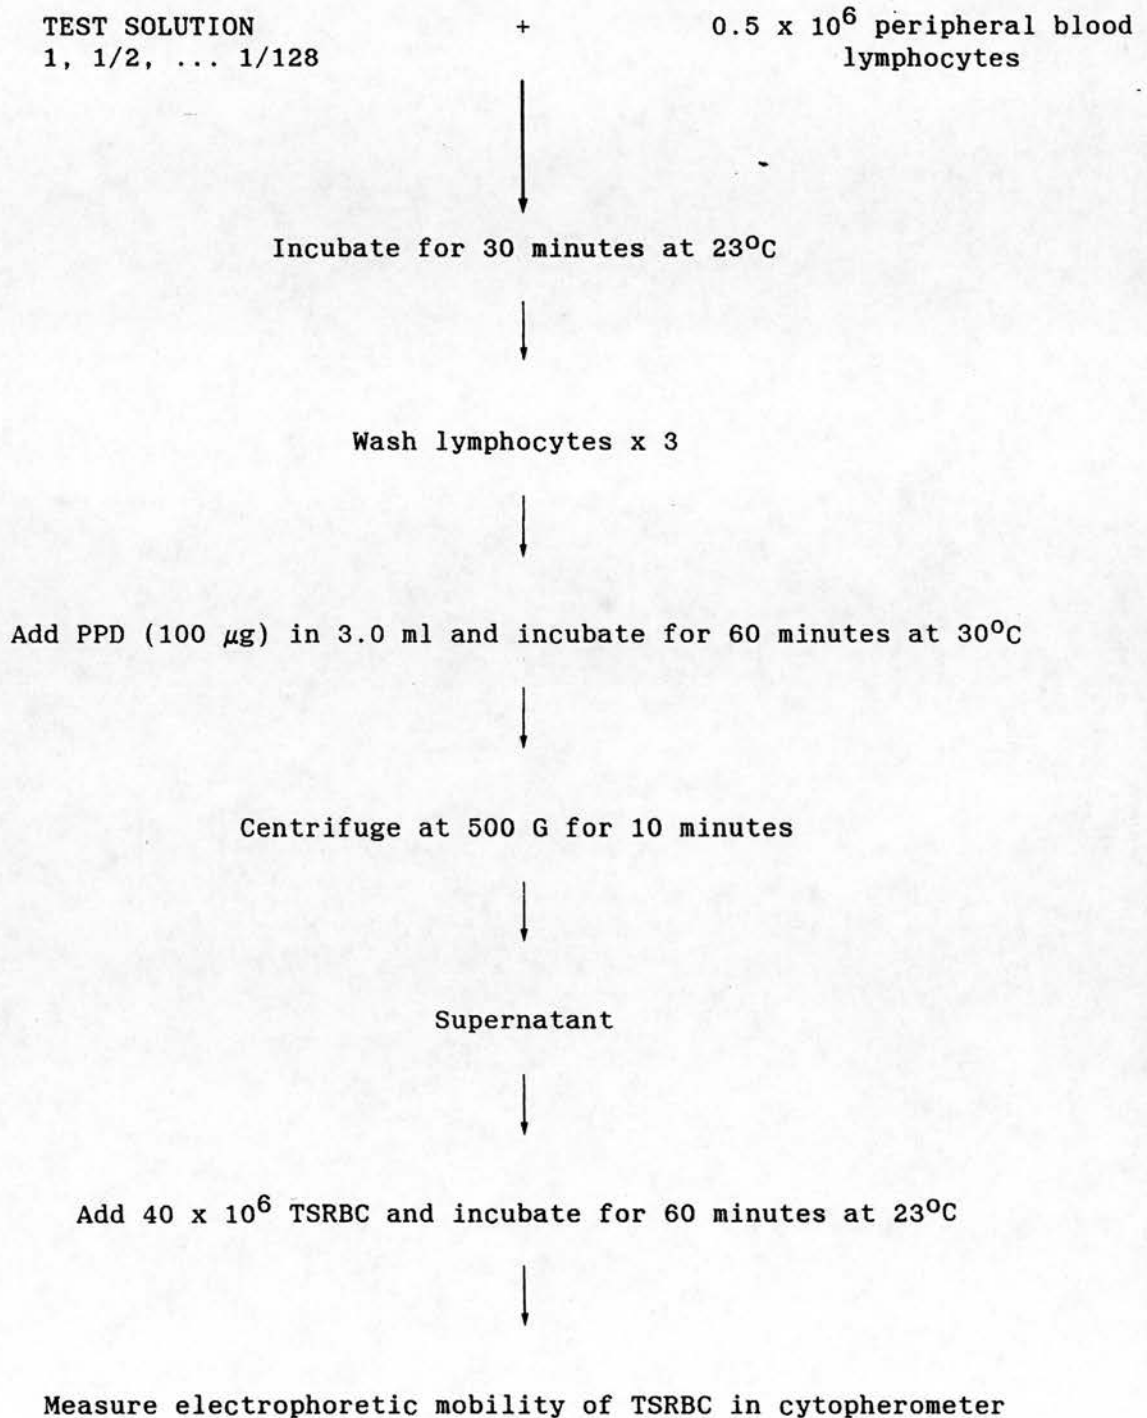 TEST SOLUTION + 0.5 x 10⁶ peripheral blood
1, 1/2, ... 1/128 lymphocytes
Incubate for 30 minutes at 23ºC
Wash lymphocytes x 3
Add PPD (100 μg) in 3.0 ml and incubate for 60 minutes at 30ºC
Centrifuge at 500 G for 10 minutes
Supernatant
Add 40 x 10⁶ TSRBC and incubate for 60 minutes at 23ºC
Measure electrophoretic mobility of TSRBC in cytopherometer